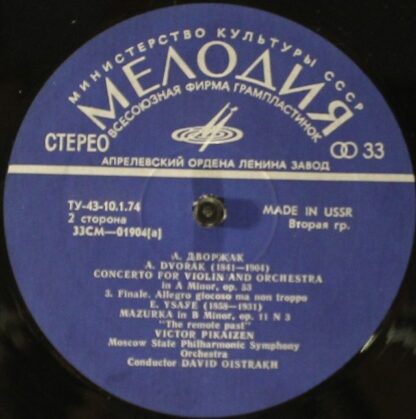 МИНИСТЕРСТВО КУЛЬТУРЫ СССР
МЕЛОДИЯ
ВСЕСОЮЗНАЯ ФИРМА ГРАМПЛАСТИНОК
СТЕРЕО
33
АПРЕЛЕВСКИЙ ОРДЕНА ЛЕНИНА ЗАВОД
ТУ-43-10.1.74
MADE IN USSR
2 сторона
Вторая гр.
33СМ—01904(а)
А. ДВОРЖАК
A. DVOŘÁK (1841—1904)
CONCERTO FOR VIOLIN AND ORCHESTRA
in A Minor, op. 53
3. Finale. Allegro giocoso ma non troppo
E. YSAYE (1858—1931)
MAZURKA in B Minor, op. 11 N 3
"The remote past"
VICTOR PIKAIZEN
Moscow State Philharmonic Symphony
Orchestra
Conductor DAVID OISTRAKH